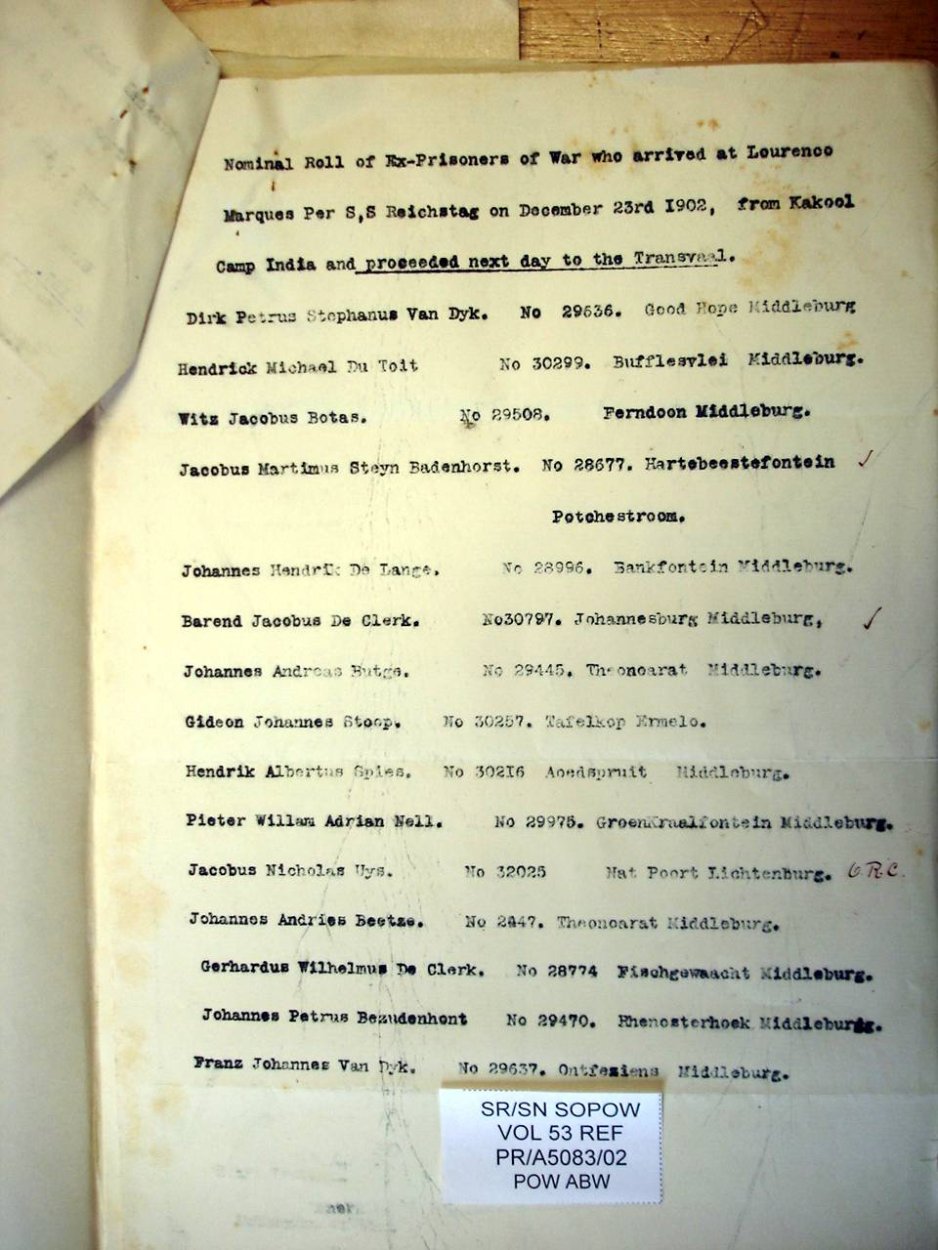 Nominal Roll of Ex-Prisoners of War who arrived at Lourenco
Marques Per S,S Reichstag on December 23rd I902, from Kakool
Camp India and proceeded next day to the Transvaal.
Dirk Petrus Stephanus Van Dyk. No 29636. Good Hope Middleburg
Hendrick Michael Du Toit No 30299. Bufflesvlei Middleburg.
Witz Jacobus Botas. No 29508. Ferndoon Middleburg.
Jacobus Martimus Steyn Badenhorst. No 28677. Hartebeestefontein ✓
Potchestroom.
Johannes Hendrik De Lange. No 28996. Bankfontein Middleburg.
Barend Jacobus De Clerk. No30797. Johannesburg Middleburg, ✓
Johannes Andreas Butge. No 29445. Theonoarat Middleburg.
Gideon Johannes Stoop. No 30257. Tafelkop Ermelo.
Hendrik Albertus Spies. No 302I6 Aoedspruit Middleburg.
Pieter Willam Adrian Nell. No 29975. Groenkraalfontein Middleburg.
Jacobus Nicholas Uys. No 32025 Nat Poort Lichtenburg. O.R.C.
Johannes Andries Beetze. No 2447. Theonoarat Middleburg.
Gerhardus Wilhelmus De Clerk. No 28774 Fischgewaacht Middleburg.
Johannes Petrus Bezudenhont No 29470. Rhenosterhoek Middleburg.
Franz Johannes Van Dyk. No 29637. Ontfesiens Middleburg.
SR/SN SOPOW
VOL 53 REF
PR/A5083/02
POW ABW